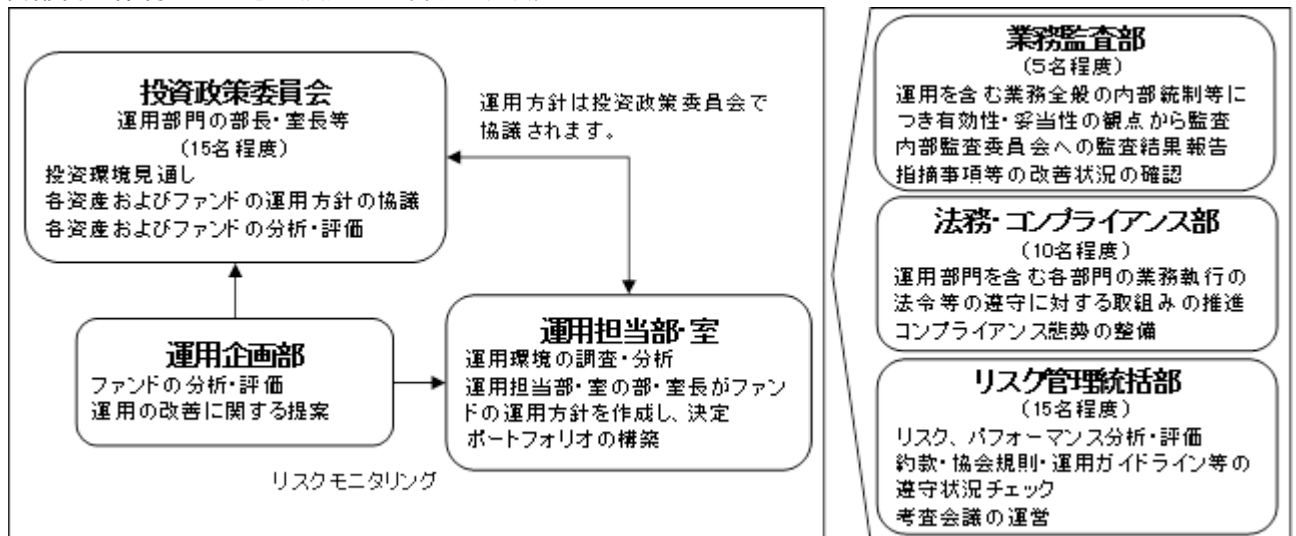 投資政策委員会
運用部門の部長・室長等
(15名程度)
投資環境見通し
各資産およびファンドの運用方針の協議
各資産およびファンドの分析・評価
運用方針は投資政策委員会で
協議されます。
運用企画部
ファンドの分析・評価
運用の改善に関する提案
運用担当部・室
運用環境の調査・分析
運用担当部・室の部・室長がファン
ドの運用方針を作成し、決定
ポートフォリオの構築
リスクモニタリング
業務監査部
(5名程度)
運用を含む業務全般の内部統制等に
つき有効性・妥当性の観点から監査
内部監査委員会への監査結果報告
指摘事項等の改善状況の確認
法務・コンプライアンス部
(10名程度)
運用部門を含む各部門の業務執行の
法令等の遵守に対する取組みの推進
コンプライアンス態勢の整備
リスク管理統括部
(15名程度)
リスク、パフォーマンス分析・評価
約款・協会規則・運用ガイドライン等の
遵守状況チェック
考査会議の運営